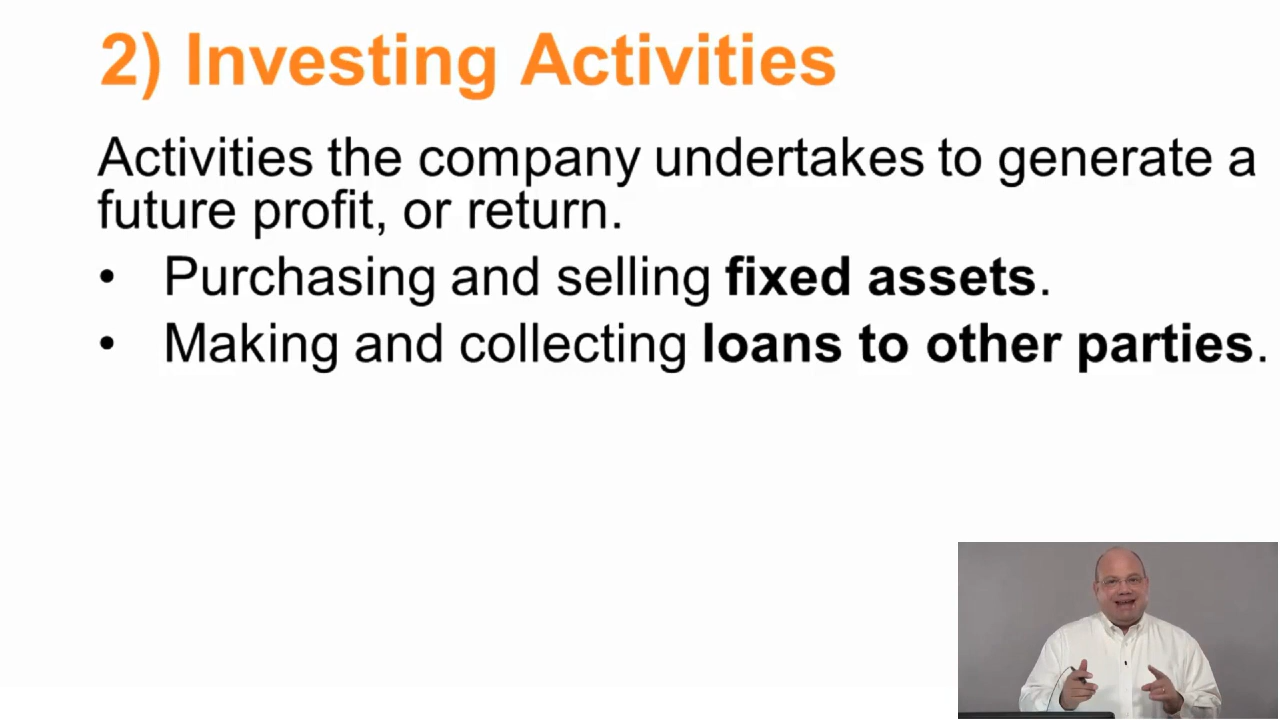 2) Investing Activities
Activities the company undertakes to generate a
future profit, or return.
• Purchasing and selling fixed assets.
• Making and collecting loans to other parties.